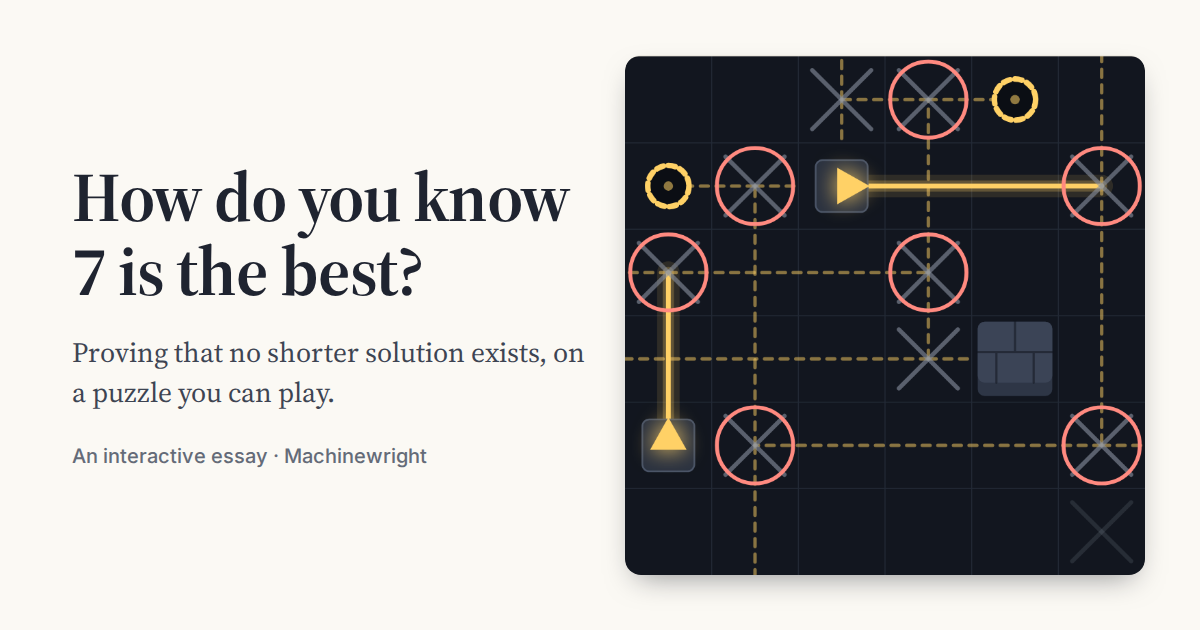 How do you know
7 is the best?
Proving that no shorter solution exists, on
a puzzle you can play.
An interactive essay · Machinewright